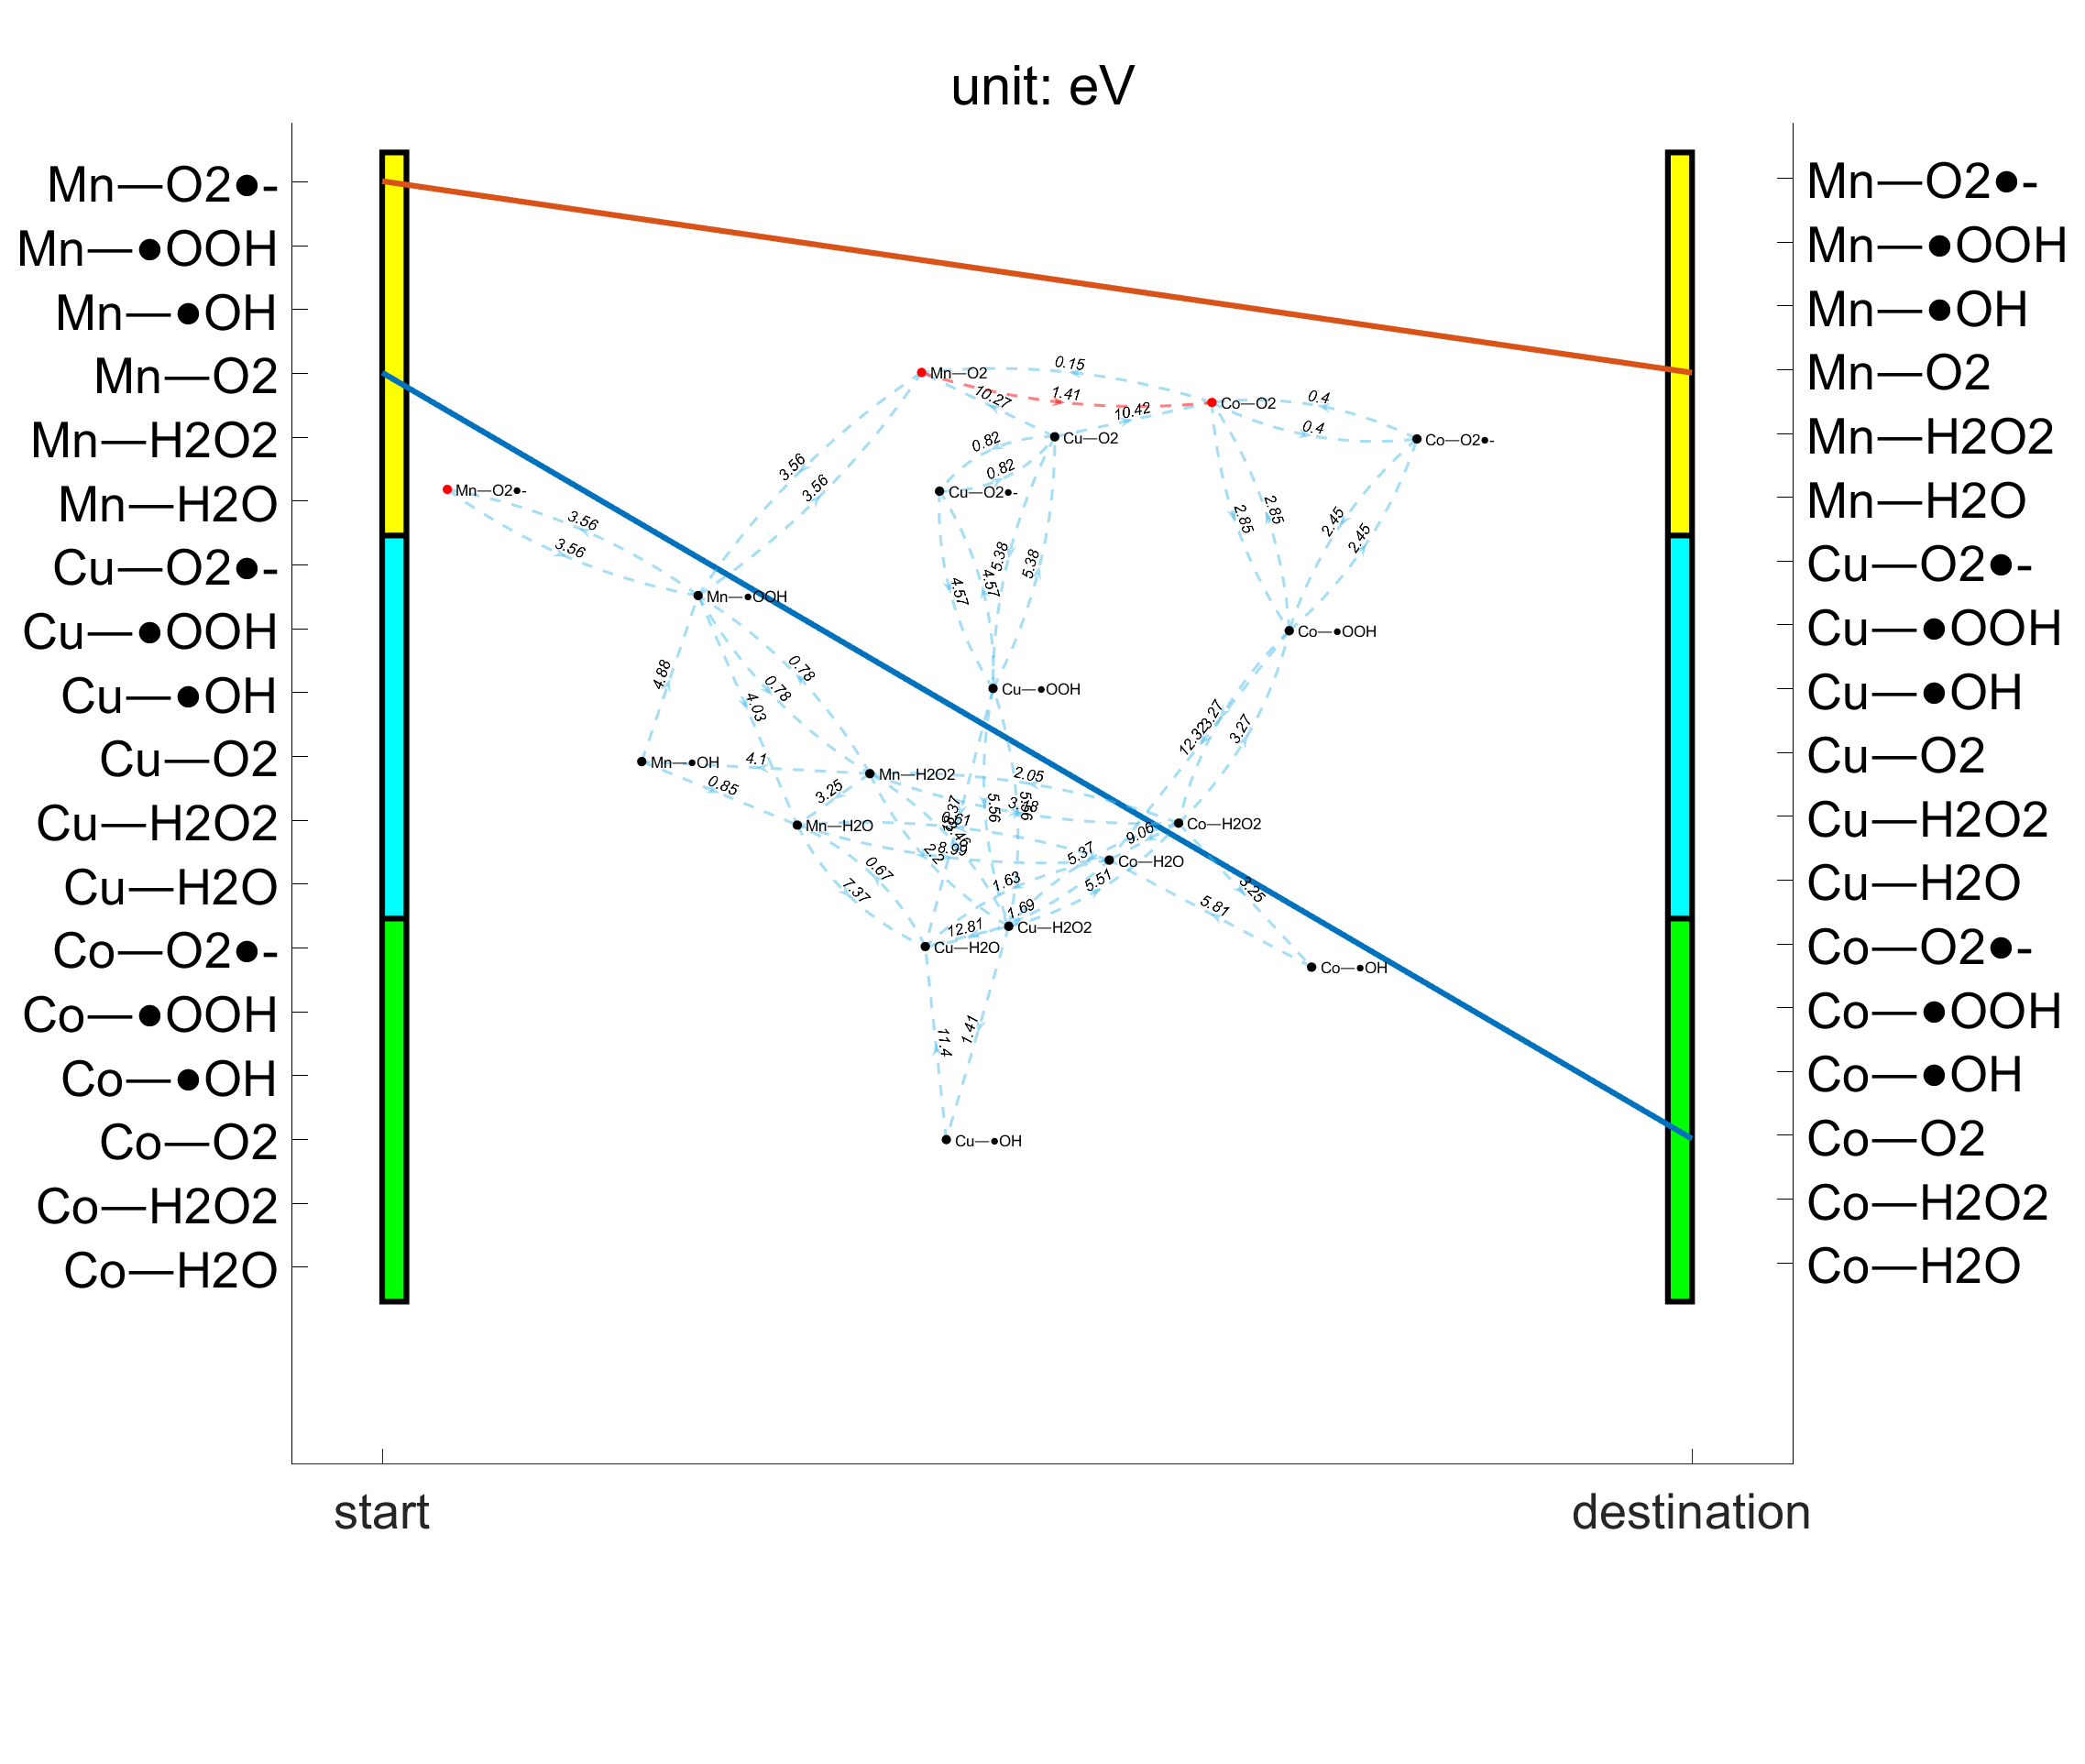 unit: eV
Mn—O2●-
Mn—●OOH
Mn—●OH
Mn—O2
Mn—H2O2
Mn—H2O
Cu—O2●-
Cu—●OOH
Cu—●OH
Cu—O2
Cu—H2O2
Cu—H2O
Co—O2●-
Co—●OOH
Co—●OH
Co—O2
Co—H2O2
Co—H2O
Mn—O2●-
Mn—●OOH
Mn—●OH
Mn—O2
Mn—H2O2
Mn—H2O
Cu—O2●-
Cu—●OOH
Cu—●OH
Cu—O2
Cu—H2O2
Cu—H2O
Co—O2●-
Co—●OOH
Co—●OH
Co—O2
Co—H2O2
Co—H2O
0.15
Mn—O2
10.27
1.41
10.42
Co—O2
0.4
0.4
Cu—O2
Co—O2●-
0.82
0.82
3.56
3.56
Mn—O2●-
Cu—O2●-
3.56
3.56
2.85
2.85
2.45
2.45
5.38
5.38
4.57
4.57
Mn—●OOH
Co—●OOH
4.88
0.78
0.78
4.03
Cu—●OOH
12.32
3.27
3.27
Mn—●OH
4.1
Mn—H2O2
2.05
0.85
3.25
5.56
Mn—H2O
Co—H2O2
9.06
8.99
5.37
Co—H2O
0.67
7.37
2.2
1.63
5.51
3.25
1.69
5.81
12.81
Cu—H2O2
Cu—H2O
Co—●OH
11.4
1.41
Cu—●OH
start
destination